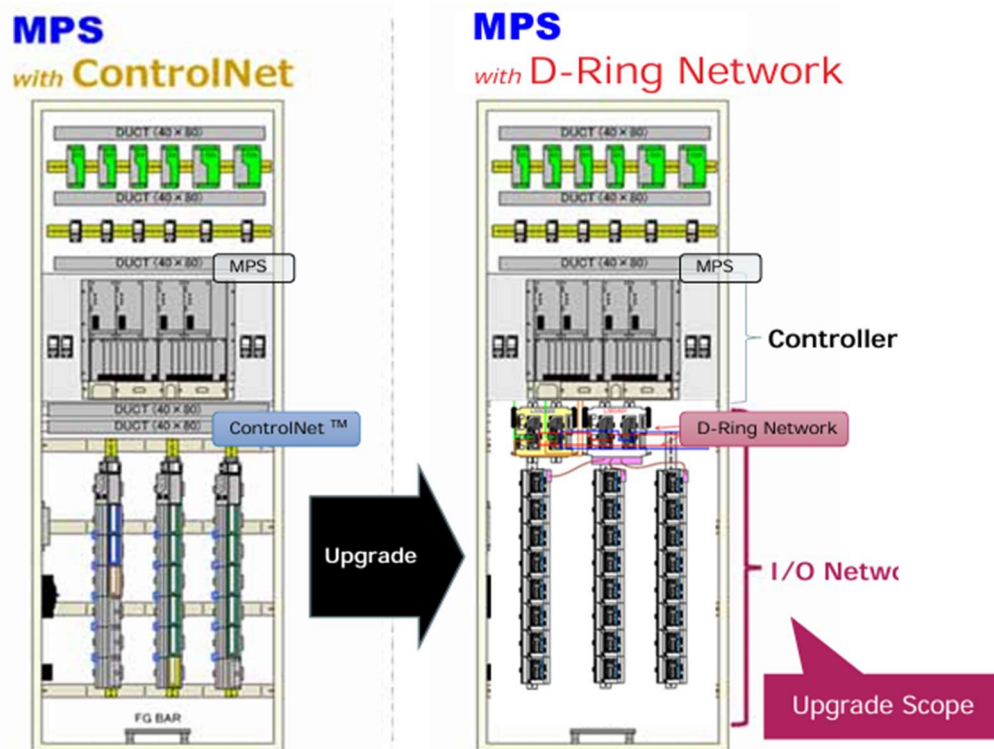 MPS
with ControlNet
DUCT (40×80)
DUCT (40×80)
DUCT (40×80)
MPS
DUCT (40×80)
DUCT (40×80)
ControlNet ™
FG BAR
Upgrade
MPS
with D-Ring Network
DUCT (40×80)
DUCT (40×80)
DUCT (40×80)
MPS
Controller
D-Ring Network
I/O Netwo
Upgrade Scope